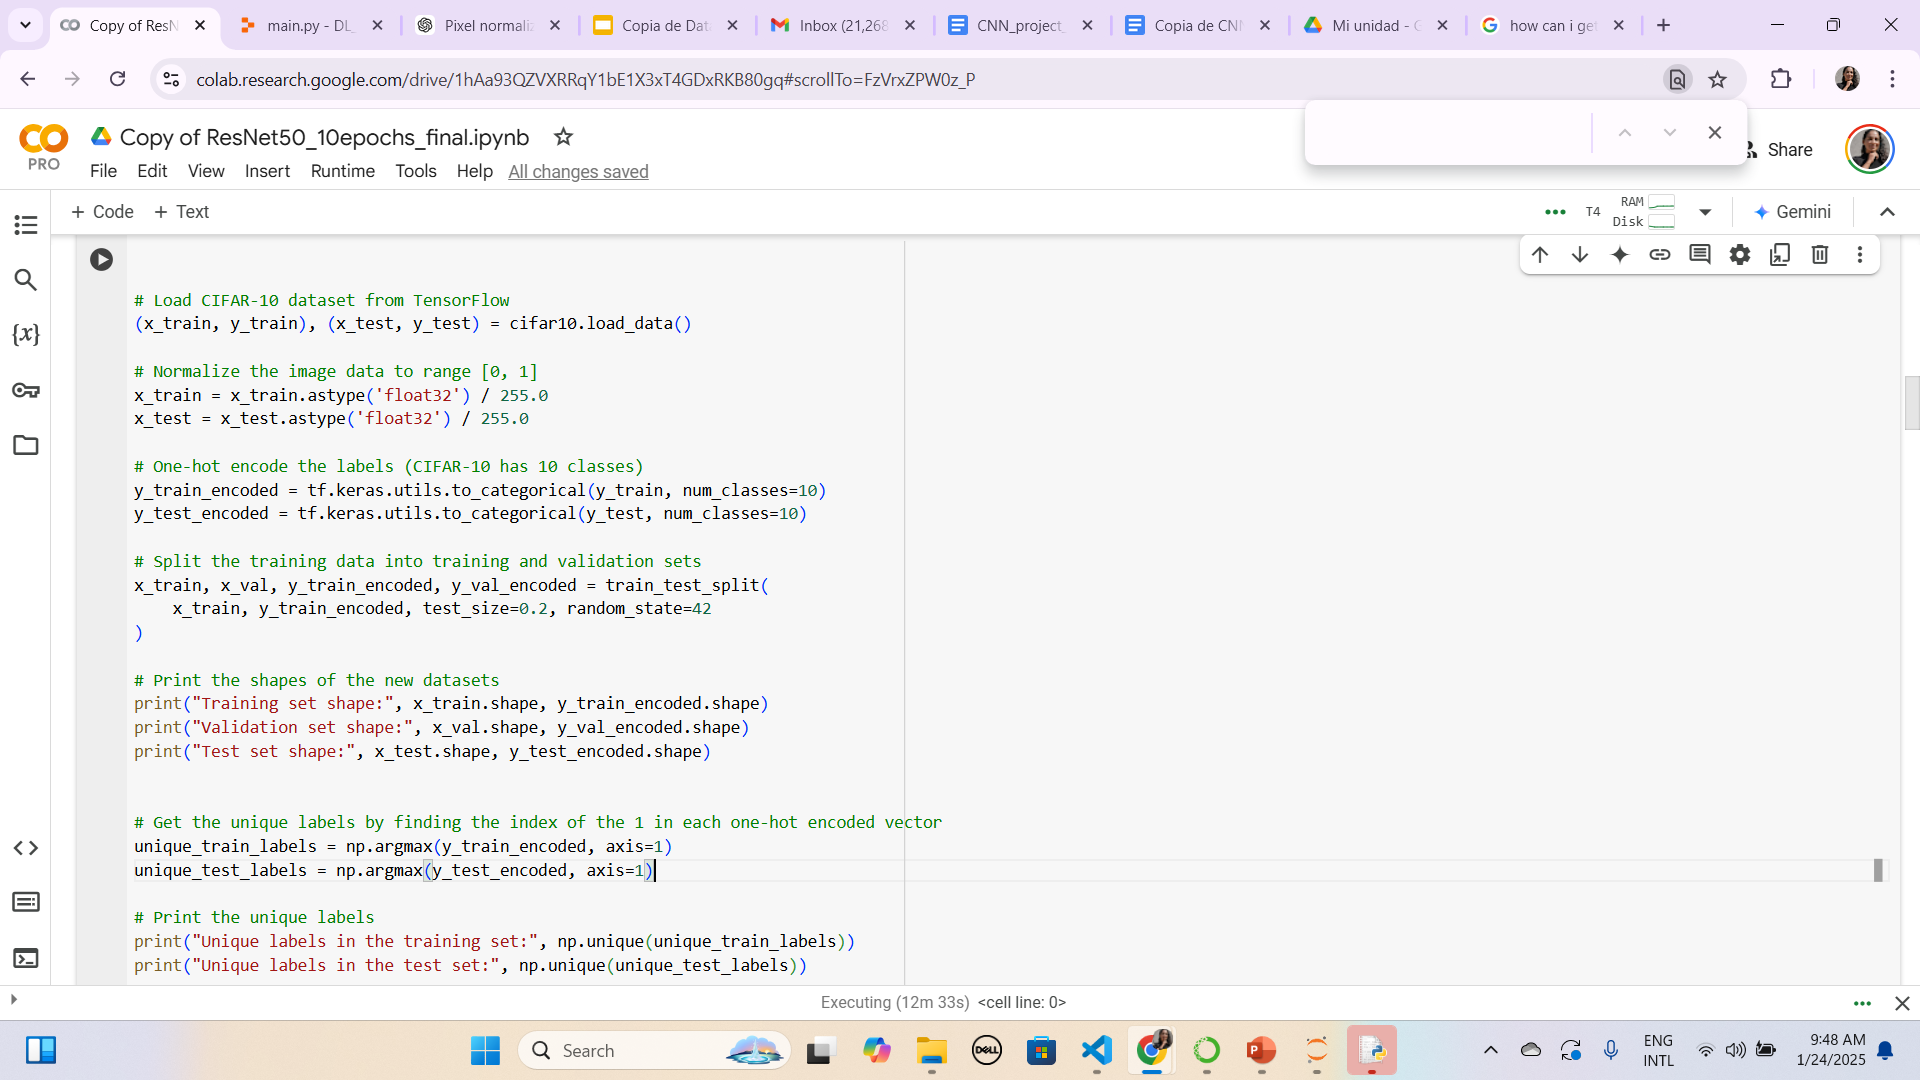 Copy of ResN
main.py - DL_
Pixel normaliz
Copia de Dat
Inbox (21,268
CNN_project_
Copia de CNN
Mi unidad - G
how can i get
colab.research.google.com/drive/1hAa93QZVXRRqY1bE1X3xT4GDxRKB80gq#scrollTo=FzVrxZPW0z_P
PRO
Copy of ResNet50_10epochs_final.ipynb
Share
File Edit View Insert Runtime Tools Help All changes saved
+ Code + Text
T4
RAM
Disk
Gemini
# Load CIFAR-10 dataset from TensorFlow
(x_train, y_train), (x_test, y_test) = cifar10.load_data()
# Normalize the image data to range [0, 1]
x_train = x_train.astype('float32') / 255.0
x_test = x_test.astype('float32') / 255.0
# One-hot encode the labels (CIFAR-10 has 10 classes)
y_train_encoded = tf.keras.utils.to_categorical(y_train, num_classes=10)
y_test_encoded = tf.keras.utils.to_categorical(y_test, num_classes=10)
# Split the training data into training and validation sets
x_train, x_val, y_train_encoded, y_val_encoded = train_test_split(
    x_train, y_train_encoded, test_size=0.2, random_state=42
)
# Print the shapes of the new datasets
print("Training set shape:", x_train.shape, y_train_encoded.shape)
print("Validation set shape:", x_val.shape, y_val_encoded.shape)
print("Test set shape:", x_test.shape, y_test_encoded.shape)
# Get the unique labels by finding the index of the 1 in each one-hot encoded vector
unique_train_labels = np.argmax(y_train_encoded, axis=1)
unique_test_labels = np.argmax(y_test_encoded, axis=1)
# Print the unique labels
print("Unique labels in the training set:", np.unique(unique_train_labels))
print("Unique labels in the test set:", np.unique(unique_test_labels))
Executing (12m 33s) <cell line: 0>
Search
DELL
ENG
INTL
9:48 AM
1/24/2025